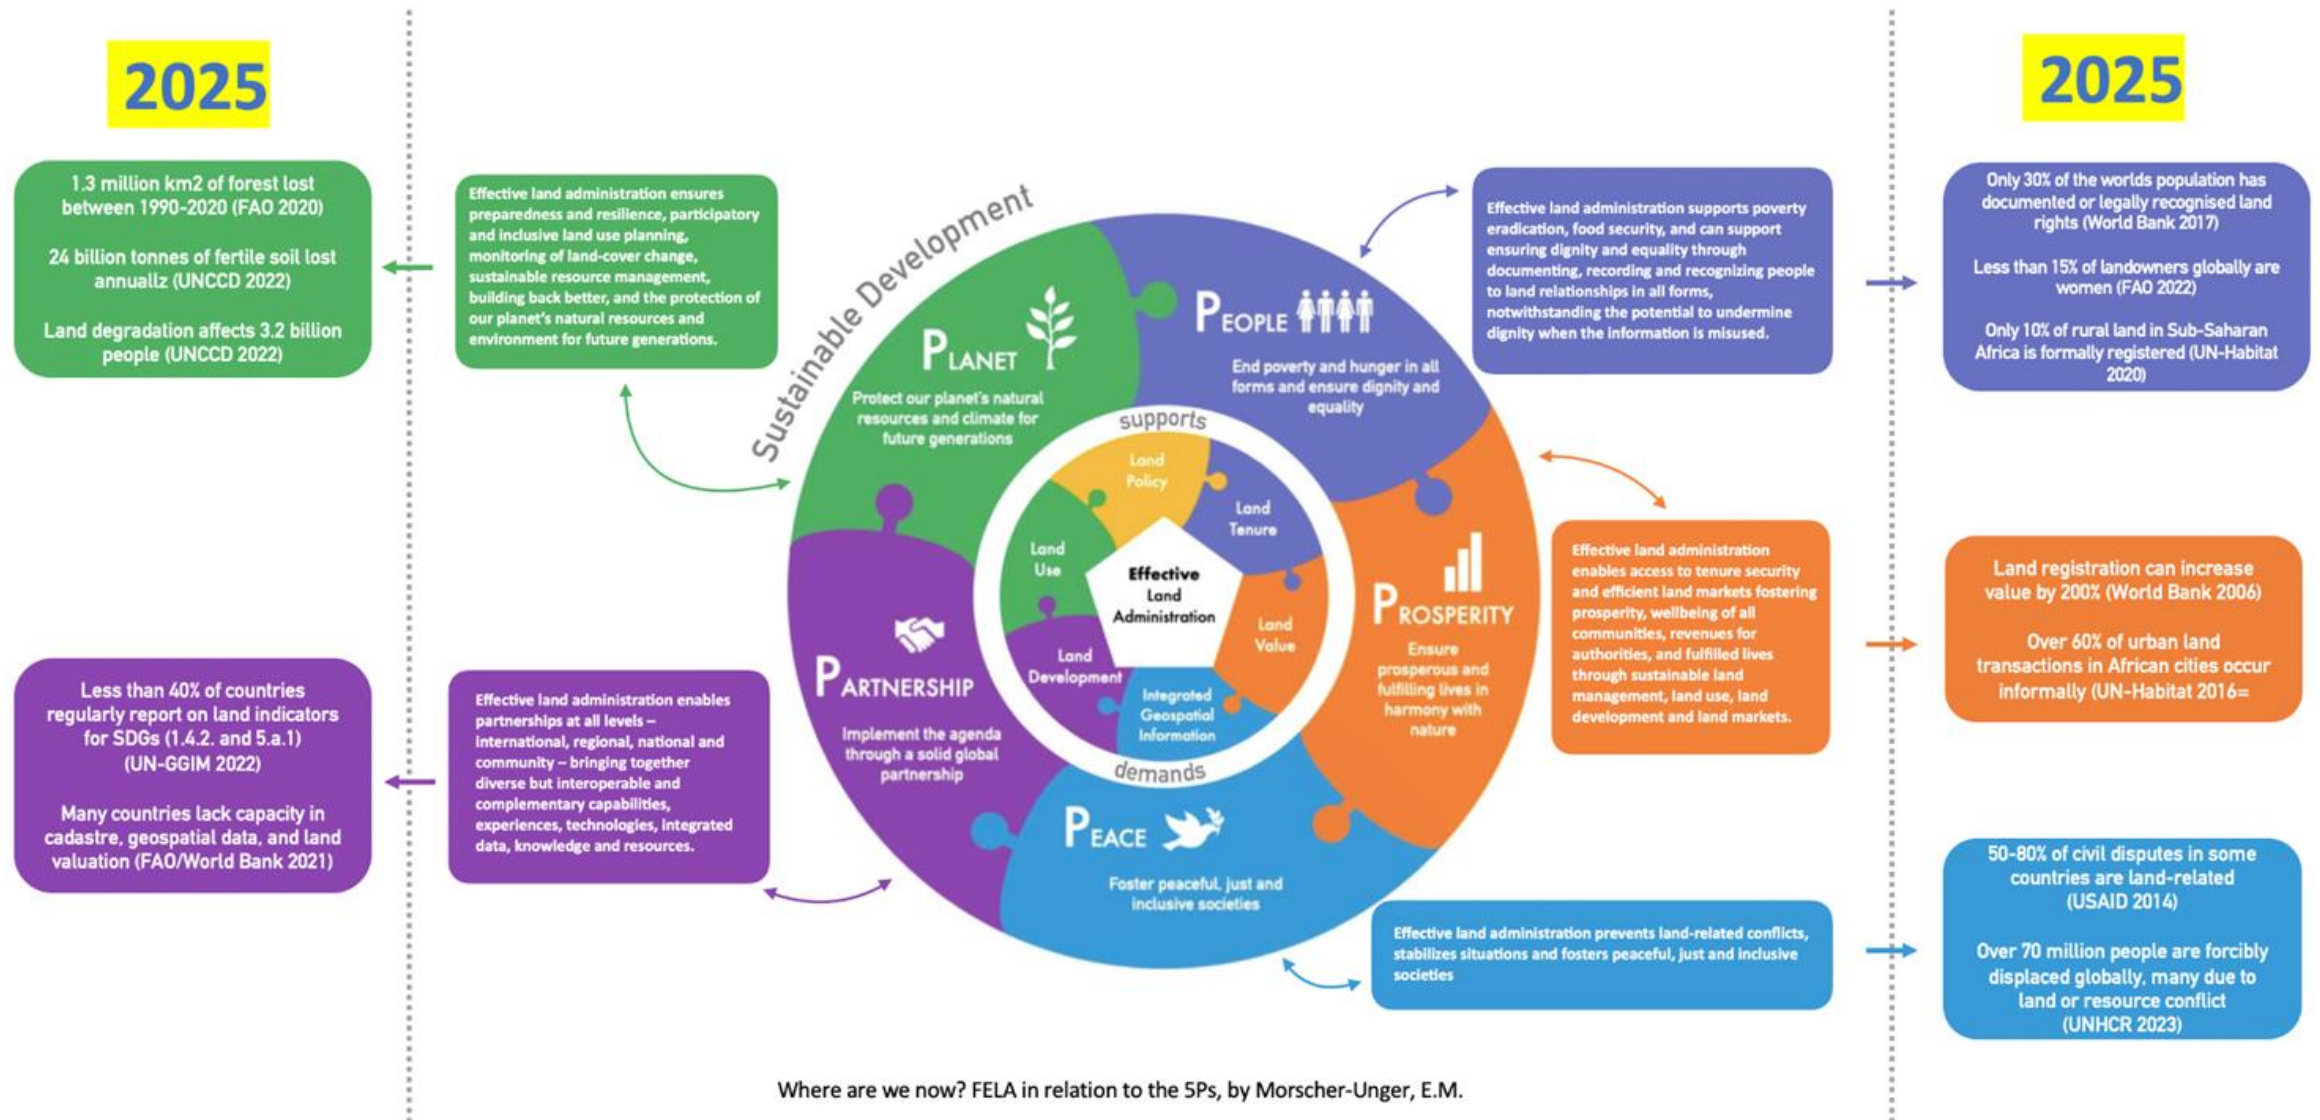 2025
1.3 million km2 of forest lost
between 1990-2020 (FAO 2020)
24 billion tonnes of fertile soil lost
annuallz (UNCCD 2022)
Land degradation affects 3.2 billion
people (UNCCD 2022)
Less than 40% of countries
regularly report on land indicators
for SDGs (1.4.2. and 5.a.1)
(UN-GGIM 2022)
Many countries lack capacity in
cadastre, geospatial data, and land
valuation (FAO/World Bank 2021)
Effective land administration ensures
preparedness and resilience, participatory
and inclusive land use planning,
monitoring of land-cover change,
sustainable resource management,
building back better, and the protection of
our planet's natural resources and
environment for future generations.
Effective land administration enables
partnerships at all levels –
international, regional, national and
community – bringing together
diverse but interoperable and
complementary capabilities,
experiences, technologies, integrated
data, knowledge and resources.
Sustainable Development
PLANET
Protect our planet's natural
resources and climate for
future generations
PEOPLE
End poverty and hunger in all
forms and ensure dignity and
equality
PROSPERITY
Ensure
prosperous and
fulfilling lives in
harmony with
nature
PEACE
Foster peaceful, just and
inclusive societies
PARTNERSHIP
Implement the agenda
through a solid global
partnership
supports
Land
Policy
Land
Tenure
Land
Value
Integrated
Geospatial
Information
Land
Development
Land
Use
Effective
Land
Administration
demands
Effective land administration supports poverty
eradication, food security, and can support
ensuring dignity and equality through
documenting, recording and recognizing people
to land relationships in all forms,
notwithstanding the potential to undermine
dignity when the information is misused.
Effective land administration
enables access to tenure security
and efficient land markets fostering
prosperity, wellbeing of all
communities, revenues for
authorities, and fulfilled lives
through sustainable land
management, land use, land
development and land markets.
Effective land administration prevents land-related conflicts,
stabilizes situations and fosters peaceful, just and inclusive
societies
2025
Only 30% of the worlds population has
documented or legally recognised land
rights (World Bank 2017)
Less than 15% of landowners globally are
women (FAO 2022)
Only 10% of rural land in Sub-Saharan
Africa is formally registered (UN-Habitat
2020)
Land registration can increase
value by 200% (World Bank 2006)
Over 60% of urban land
transactions in African cities occur
informally (UN-Habitat 2016=
50-80% of civil disputes in some
countries are land-related
(USAID 2014)
Over 70 million people are forcibly
displaced globally, many due to
land or resource conflict
(UNHCR 2023)
Where are we now? FELA in relation to the 5Ps, by Morscher-Unger, E.M.